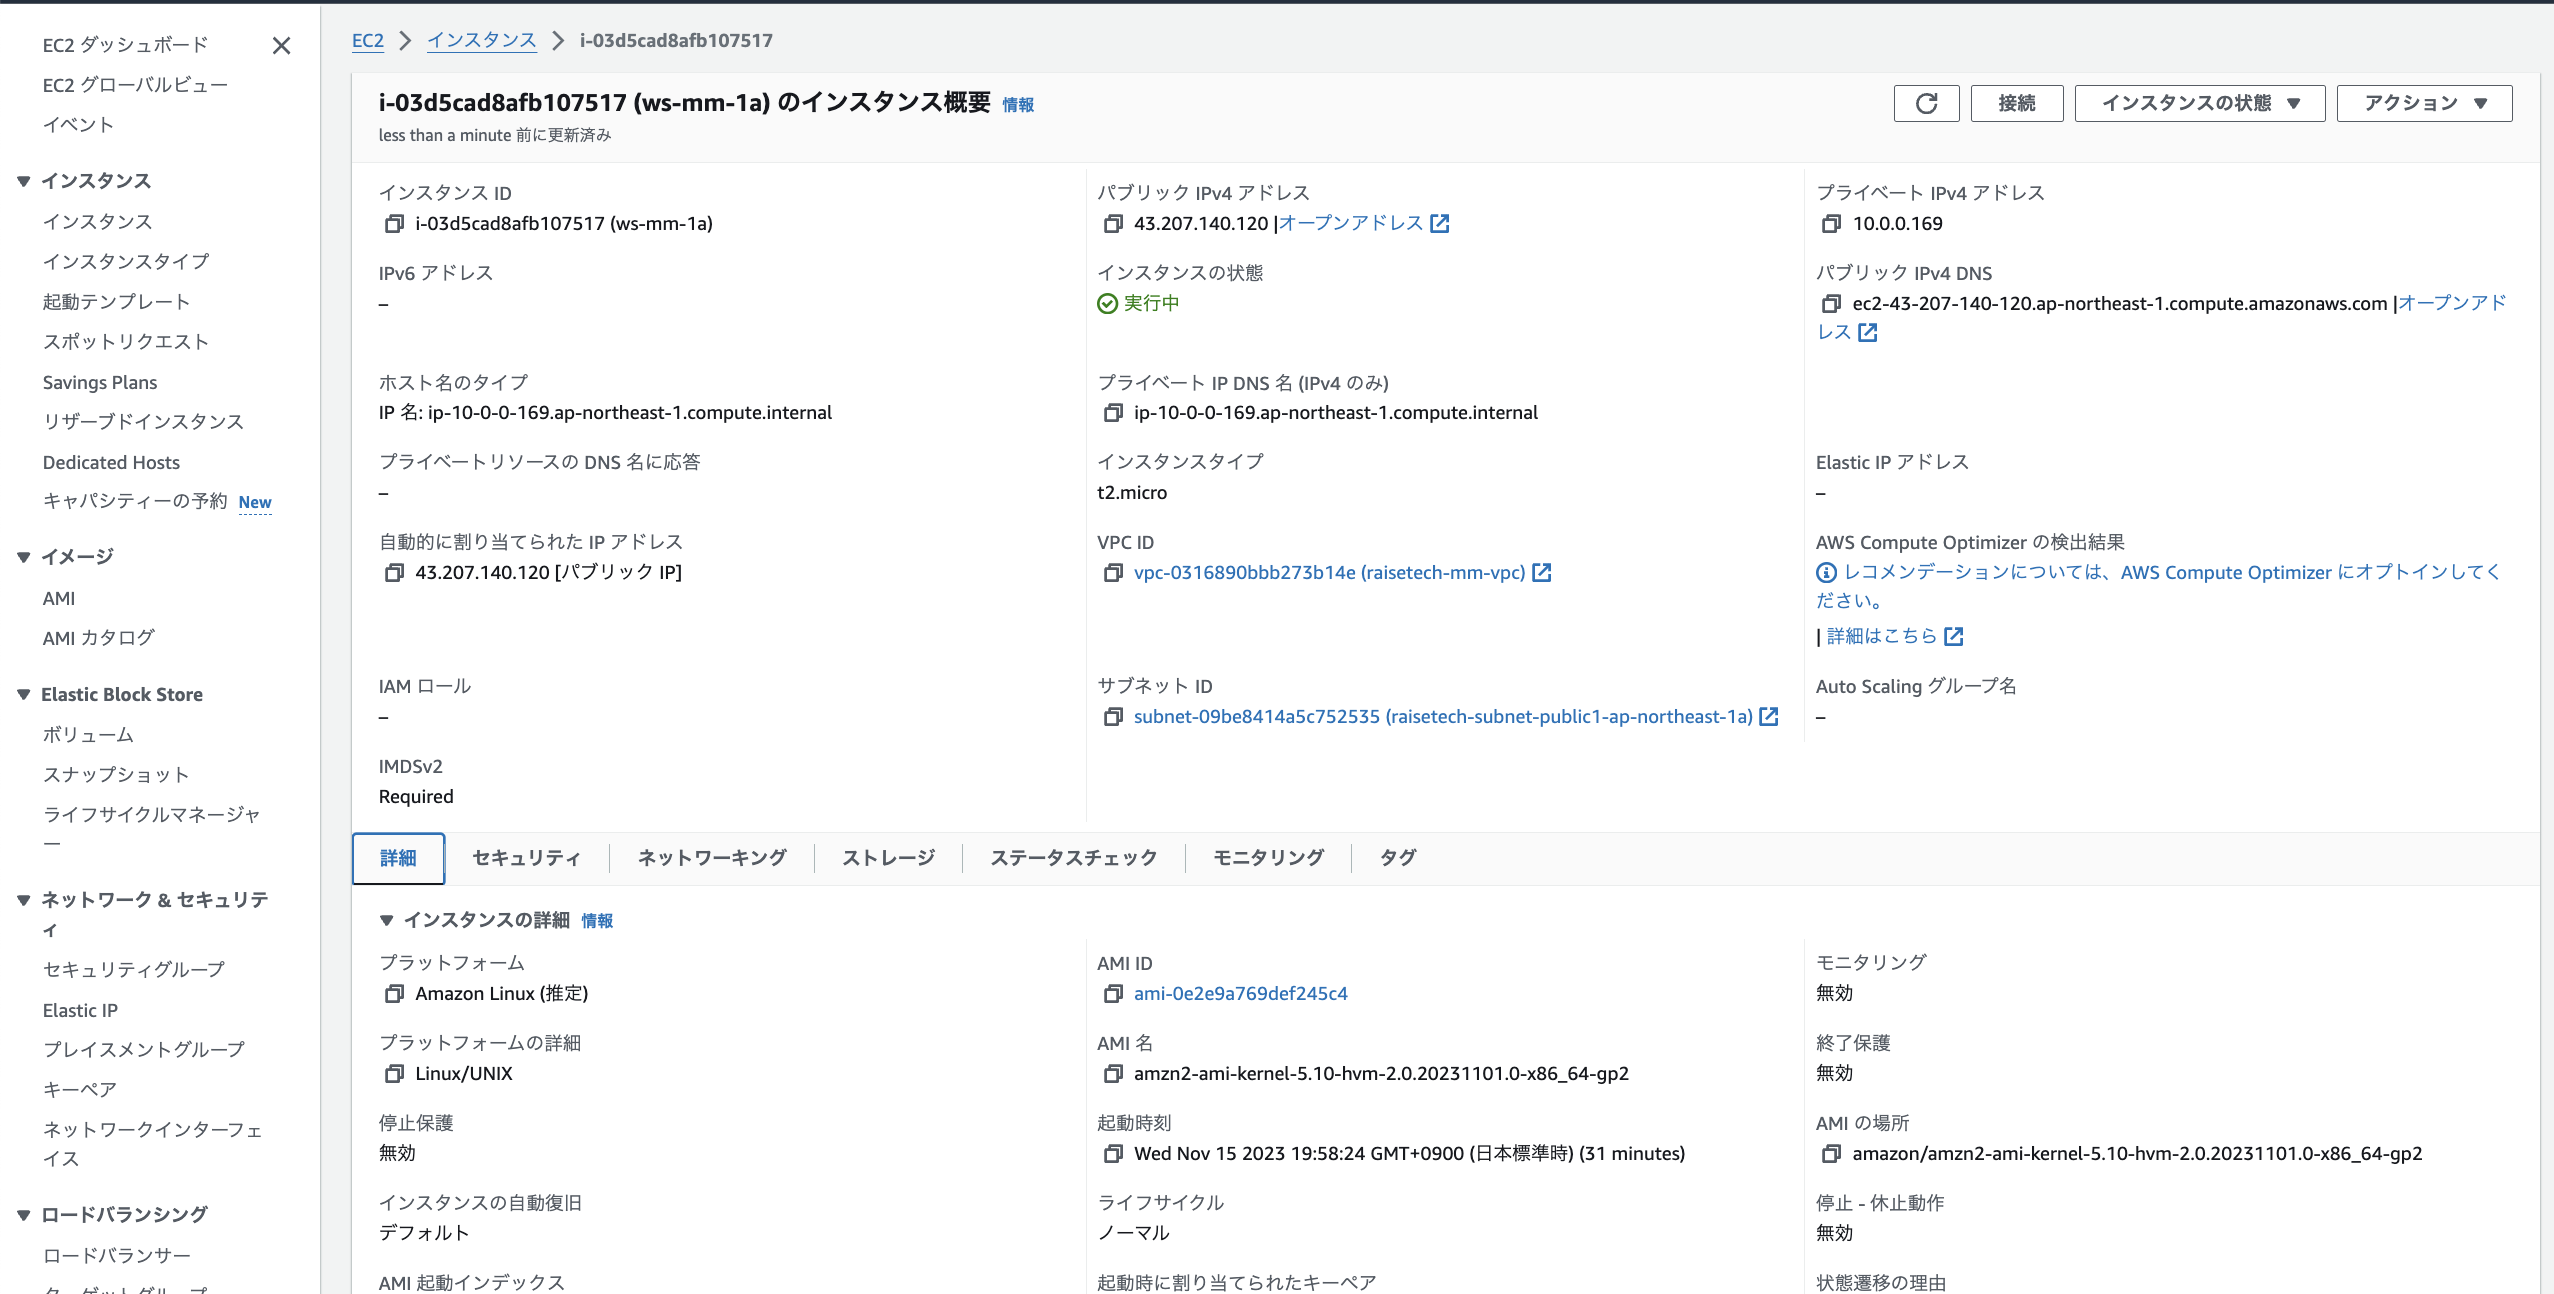 EC2 ダッシュボード
EC2 グローバルビュー
イベント
インスタンス
インスタンス
インスタンスタイプ
起動テンプレート
スポットリクエスト
Savings Plans
リザーブドインスタンス
Dedicated Hosts
キャパシティーの予約 New
イメージ
AMI
AMI カタログ
Elastic Block Store
ボリューム
スナップショット
ライフサイクルマネージャ
ー
ネットワーク & セキュリテ
ィ
セキュリティグループ
Elastic IP
プレイスメントグループ
キーペア
ネットワークインターフェ
イス
ロードバランシング
ロードバランサー
ターゲットグループ
EC2 インスタンス i-03d5cad8afb107517
i-03d5cad8afb107517 (ws-mm-1a) のインスタンス概要 情報
less than a minute 前に更新済み
接続 インスタンスの状態 アクション
インスタンス ID
i-03d5cad8afb107517 (ws-mm-1a)
パブリック IPv4 アドレス
43.207.140.120 |オープンアドレス
プライベート IPv4 アドレス
10.0.0.169
IPv6 アドレス
–
インスタンスの状態
実行中
パブリック IPv4 DNS
ec2-43-207-140-120.ap-northeast-1.compute.amazonaws.com |オープンアド
レス
ホスト名のタイプ
IP 名: ip-10-0-0-169.ap-northeast-1.compute.internal
プライベート IP DNS 名 (IPv4 のみ)
ip-10-0-0-169.ap-northeast-1.compute.internal
プライベートリソースの DNS 名に応答
–
インスタンスタイプ
t2.micro
Elastic IP アドレス
–
自動的に割り当てられた IP アドレス
43.207.140.120 [パブリック IP]
VPC ID
vpc-0316890bbb273b14e (raisetech-mm-vpc)
AWS Compute Optimizer の検出結果
レコメンデーションについては、AWS Compute Optimizer にオプトインしてく
ださい。
| 詳細はこちら
IAM ロール
–
サブネット ID
subnet-09be8414a5c752535 (raisetech-subnet-public1-ap-northeast-1a)
Auto Scaling グループ名
–
IMDSv2
Required
詳細 セキュリティ ネットワーキング ストレージ ステータスチェック モニタリング タグ
インスタンスの詳細 情報
プラットフォーム
Amazon Linux (推定)
AMI ID
ami-0e2e9a769def245c4
モニタリング
無効
プラットフォームの詳細
Linux/UNIX
AMI 名
amzn2-ami-kernel-5.10-hvm-2.0.20231101.0-x86_64-gp2
終了保護
無効
停止保護
無効
起動時刻
Wed Nov 15 2023 19:58:24 GMT+0900 (日本標準時) (31 minutes)
AMI の場所
amazon/amzn2-ami-kernel-5.10-hvm-2.0.20231101.0-x86_64-gp2
インスタンスの自動復旧
デフォルト
ライフサイクル
ノーマル
停止 - 休止動作
無効
AMI 起動インデックス
起動時に割り当てられたキーペア
状態遷移の理由